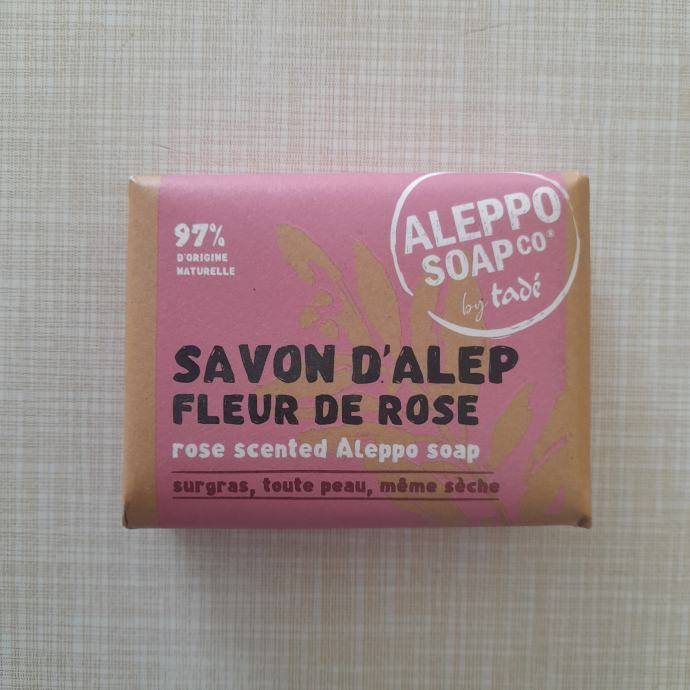 97%
D'ORIGINE
NATURELLE
ALEPPO
SOAP CO®
by tadé
SAVON D'ALEP
FLEUR DE ROSE
rose scented Aleppo soap
surgras, toute peau, même sèche